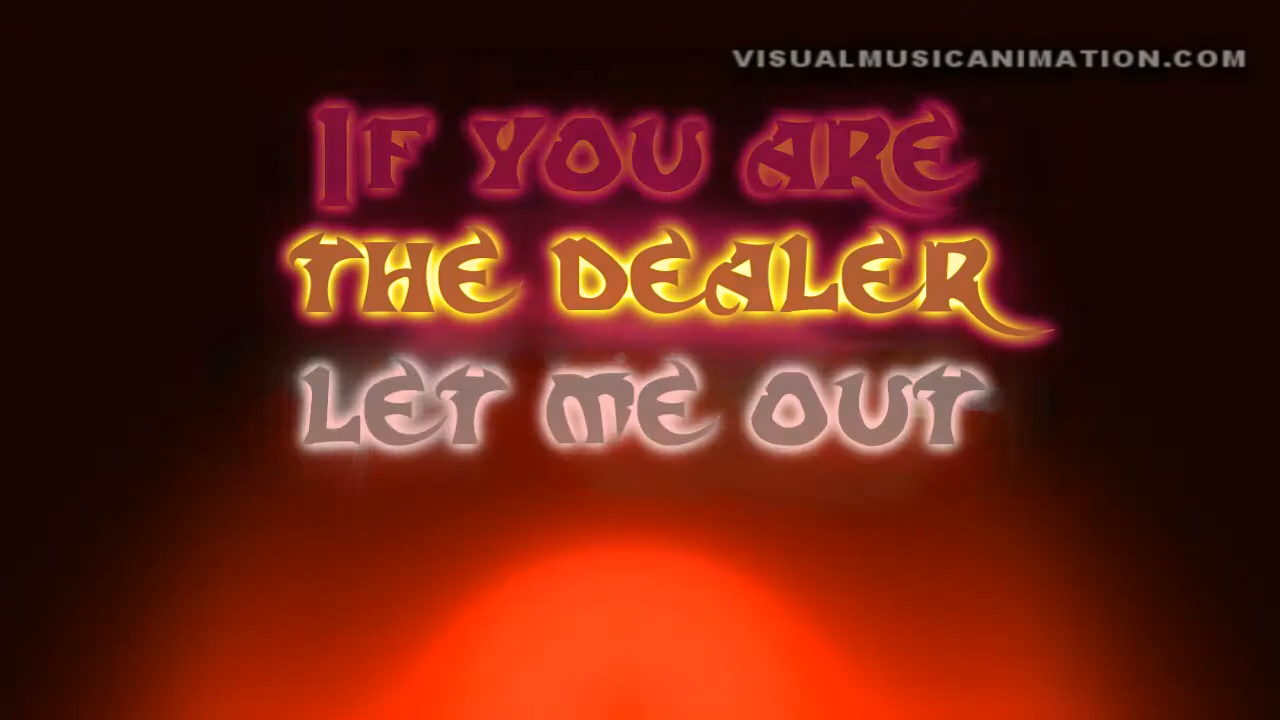 VISUALMUSICANIMATION.COM
IF YOU ARE
THE DEALER
LET ME OUT